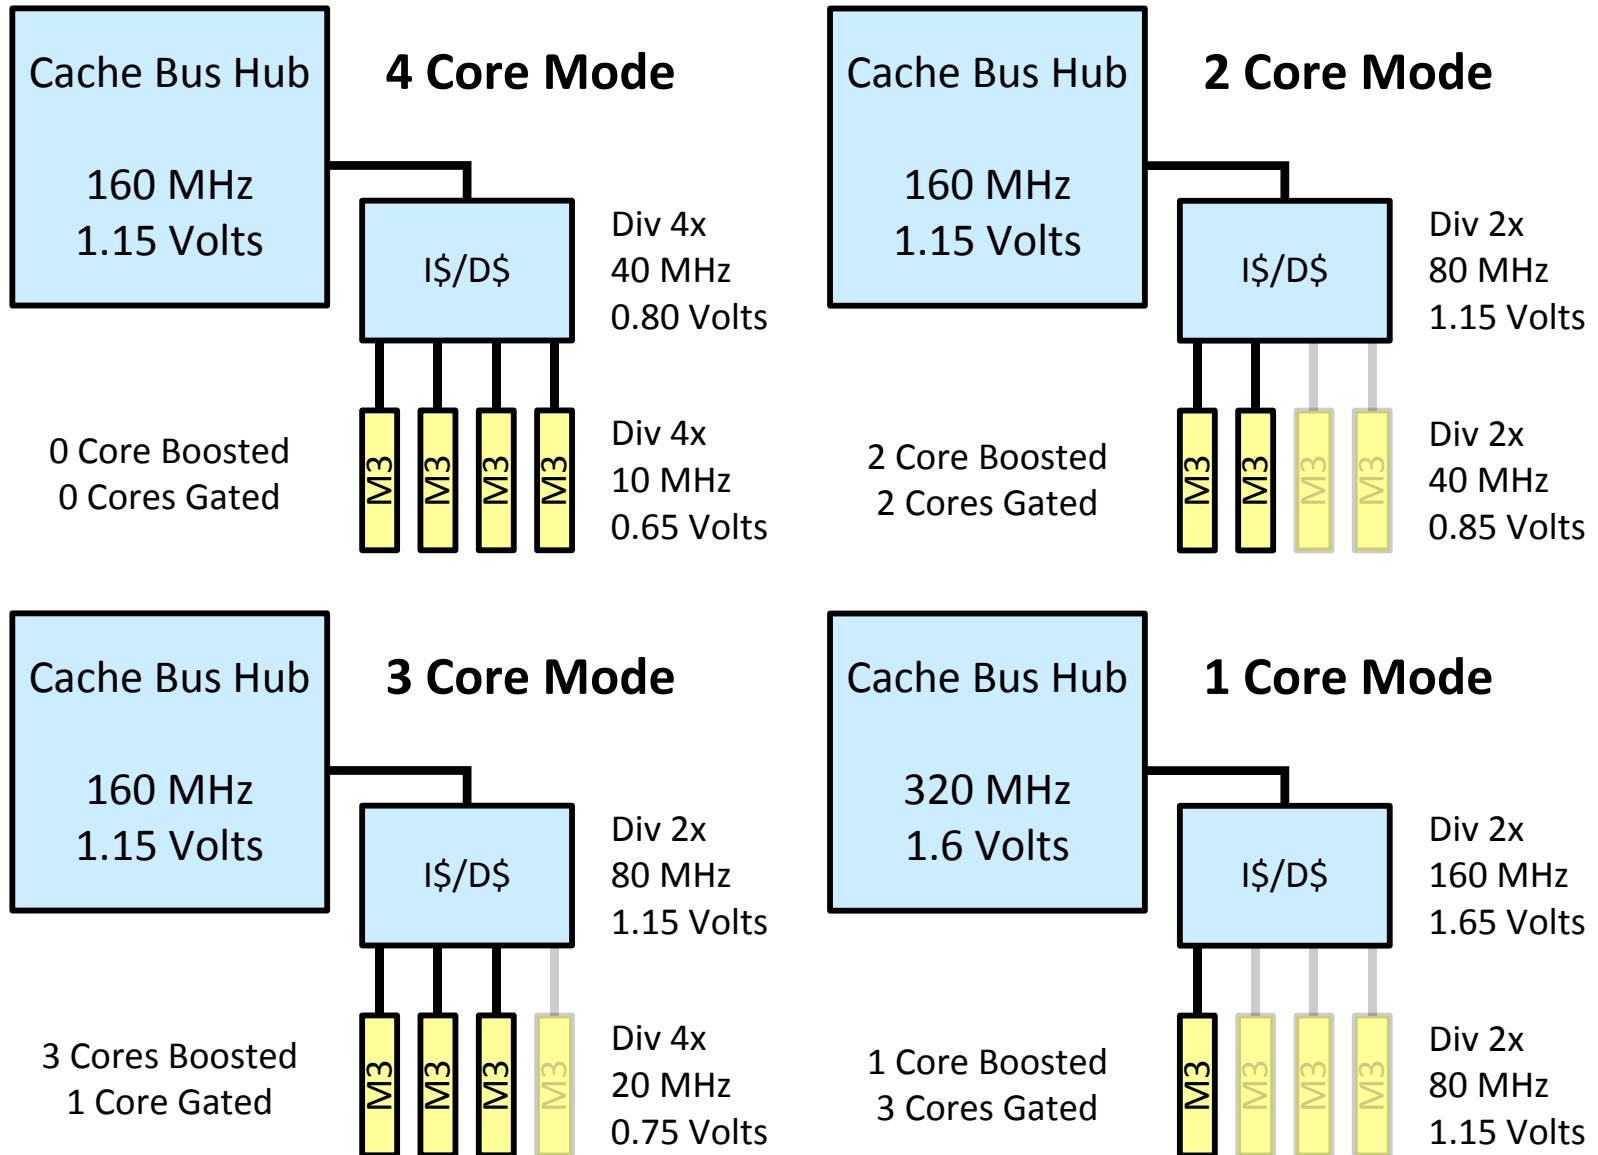 Cache Bus Hub
160 MHz
1.15 Volts
4 Core Mode
I$/D$
Div 4x
40 MHz
0.80 Volts
0 Core Boosted
0 Cores Gated
M3 M3 M3 M3
Div 4x
10 MHz
0.65 Volts
Cache Bus Hub
160 MHz
1.15 Volts
2 Core Mode
I$/D$
Div 2x
80 MHz
1.15 Volts
2 Core Boosted
2 Cores Gated
M3 M3 M3 M3
Div 2x
40 MHz
0.85 Volts
Cache Bus Hub
160 MHz
1.15 Volts
3 Core Mode
I$/D$
Div 2x
80 MHz
1.15 Volts
3 Cores Boosted
1 Core Gated
M3 M3 M3 M3
Div 4x
20 MHz
0.75 Volts
Cache Bus Hub
320 MHz
1.6 Volts
1 Core Mode
I$/D$
Div 2x
160 MHz
1.65 Volts
1 Core Boosted
3 Cores Gated
M3 M3 M3 M3
Div 2x
80 MHz
1.15 Volts